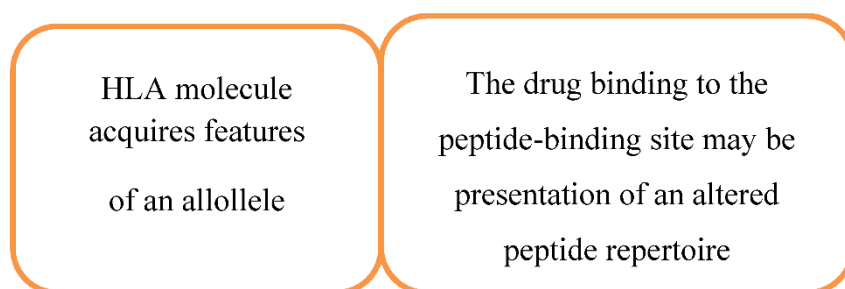 HLA molecule
acquires features
of an allollele
The drug binding to the
peptide-binding site may be
presentation of an altered
peptide repertoire